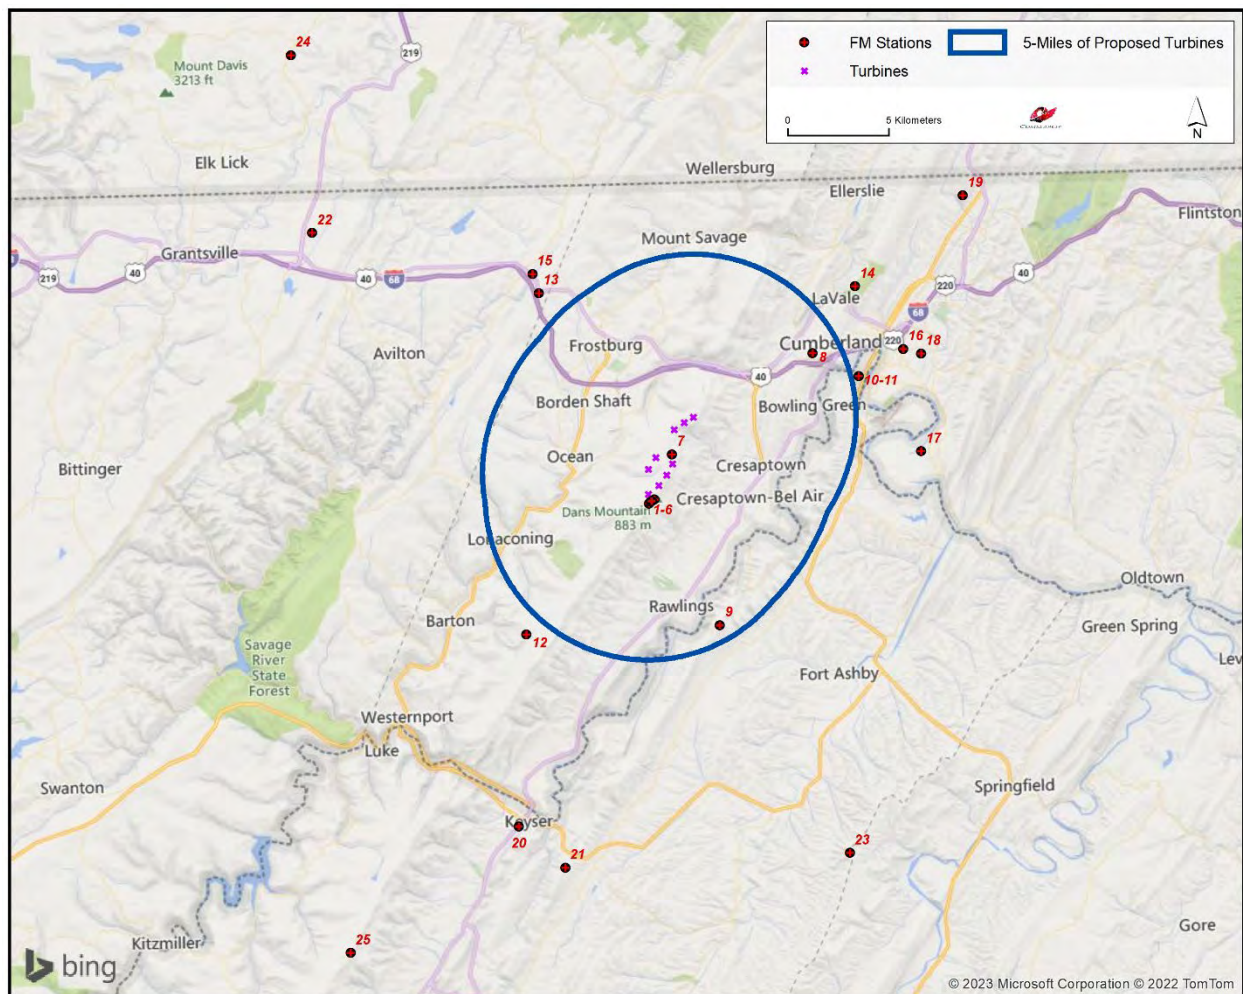 24
219
Mount Davis
3213 ft
FM Stations
5-Miles of Proposed Turbines
Turbines
0
5 Kilometers
N
Elk Lick
Wellersburg
Ellerslie
19
Flintston
22
Grantsville
Mount Savage
15
13
14
219
40
40
68
LaVale
220
40
68
Avilton
Frostburg
Cumberland
220
16
18
8
40
10-11
Borden Shaft
Bowling Green
7
17
Bittinger
Ocean
Cresaptown
Cresaptown-Bel Air
Dans Mountain
883 m
1-6
Lonaconing
Oldtown
Rawlings
9
Barton
12
Green Spring
Savage
River
State
Forest
Lev
Fort Ashby
Westernport
Luke
Swanton
Springfield
Keyser
20
21
23
Gore
Kitzmiller
25
bing
© 2023 Microsoft Corporation © 2022 TomTom